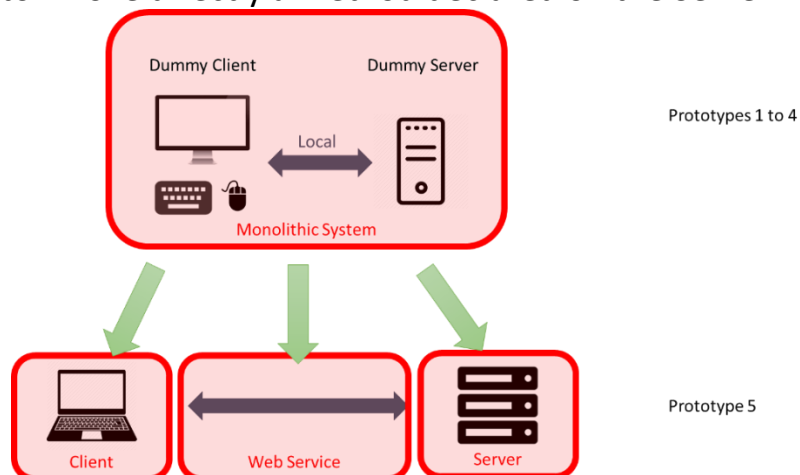 Dummy Client
Dummy Server
Prototypes 1 to 4
Local
Monolithic System
Prototype 5
Client
Web Service
Server